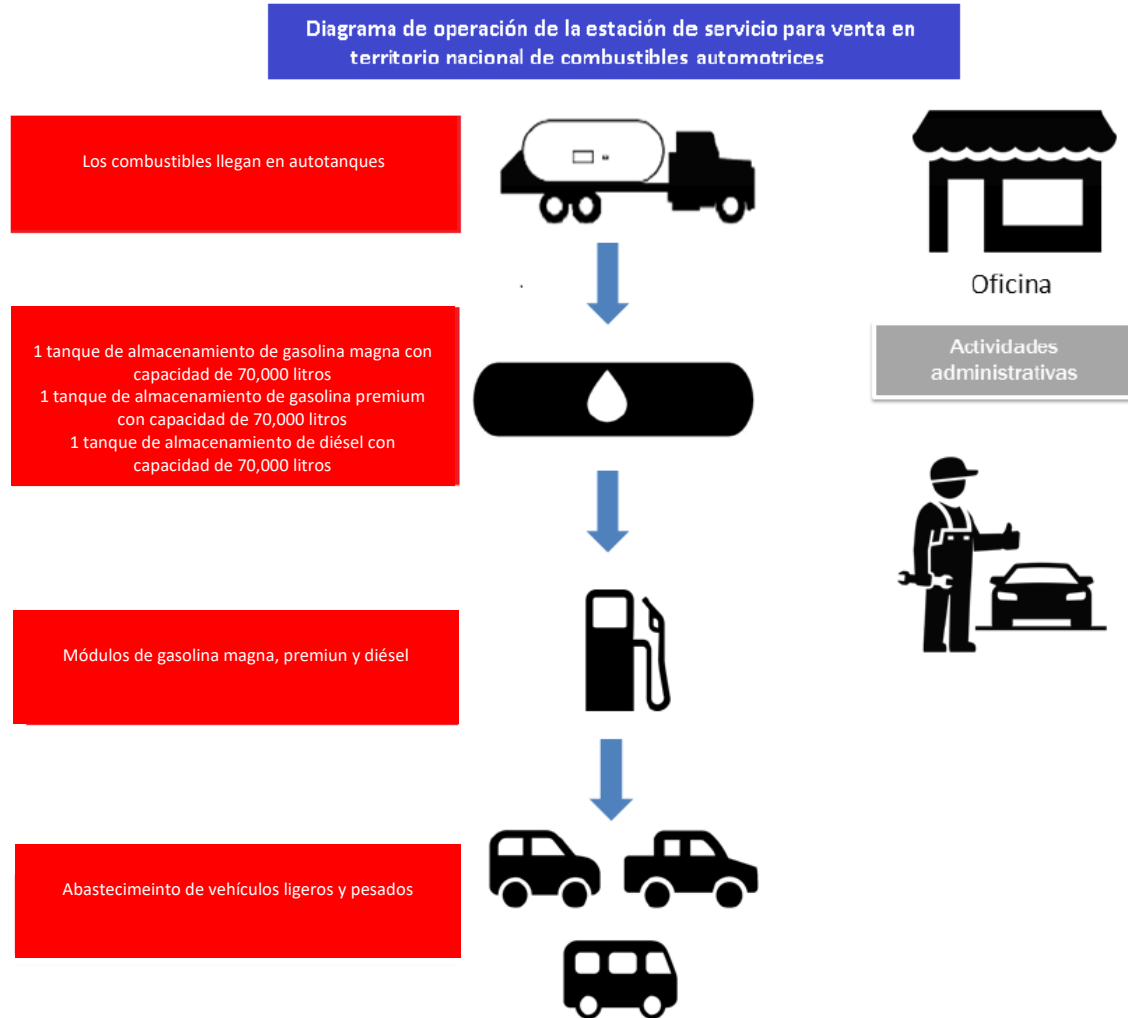 Diagrama de operación de la estación de servicio para venta en
territorio nacional de combustibles automotrices
Los combustibles llegan en autotanques
Oficina
1 tanque de almacenamiento de gasolina magna con
capacidad de 70,000 litros
1 tanque de almacenamiento de gasolina premium
con capacidad de 70,000 litros
1 tanque de almacenamiento de diésel con
capacidad de 70,000 litros
Actividades
administrativas
Módulos de gasolina magna, premiun y diésel
Abastecimeinto de vehículos ligeros y pesados